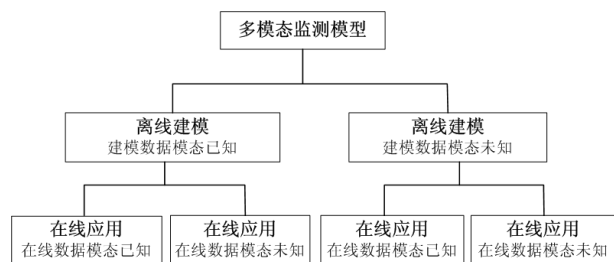 多模态监测模型
离线建模
建模数据模态已知
离线建模
建模数据模态未知
在线应用
在线数据模态已知
在线应用
在线数据模态未知
在线应用
在线数据模态已知
在线应用
在线数据模态未知